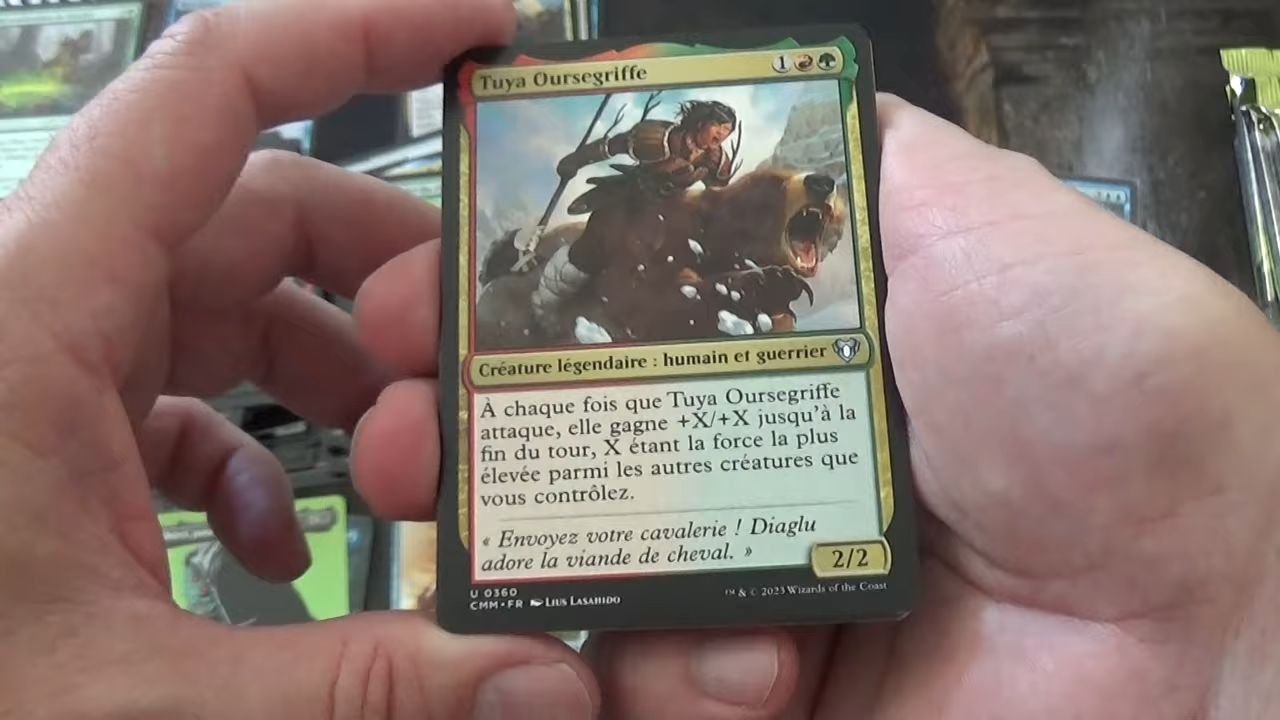 Tuya Oursegriffe
1
Créature légendaire : humain et guerrier
À chaque fois que Tuya Oursegriffe
attaque, elle gagne +X/+X jusqu'à la
fin du tour, X étant la force la plus
élevée parmi les autres créatures que
vous contrôlez.
« Envoyez votre cavalerie ! Diaglu
adore la viande de cheval. »
2/2
U 0360
CMM • FR Lius Lasahido
™ & © 2023 Wizards of the Coast